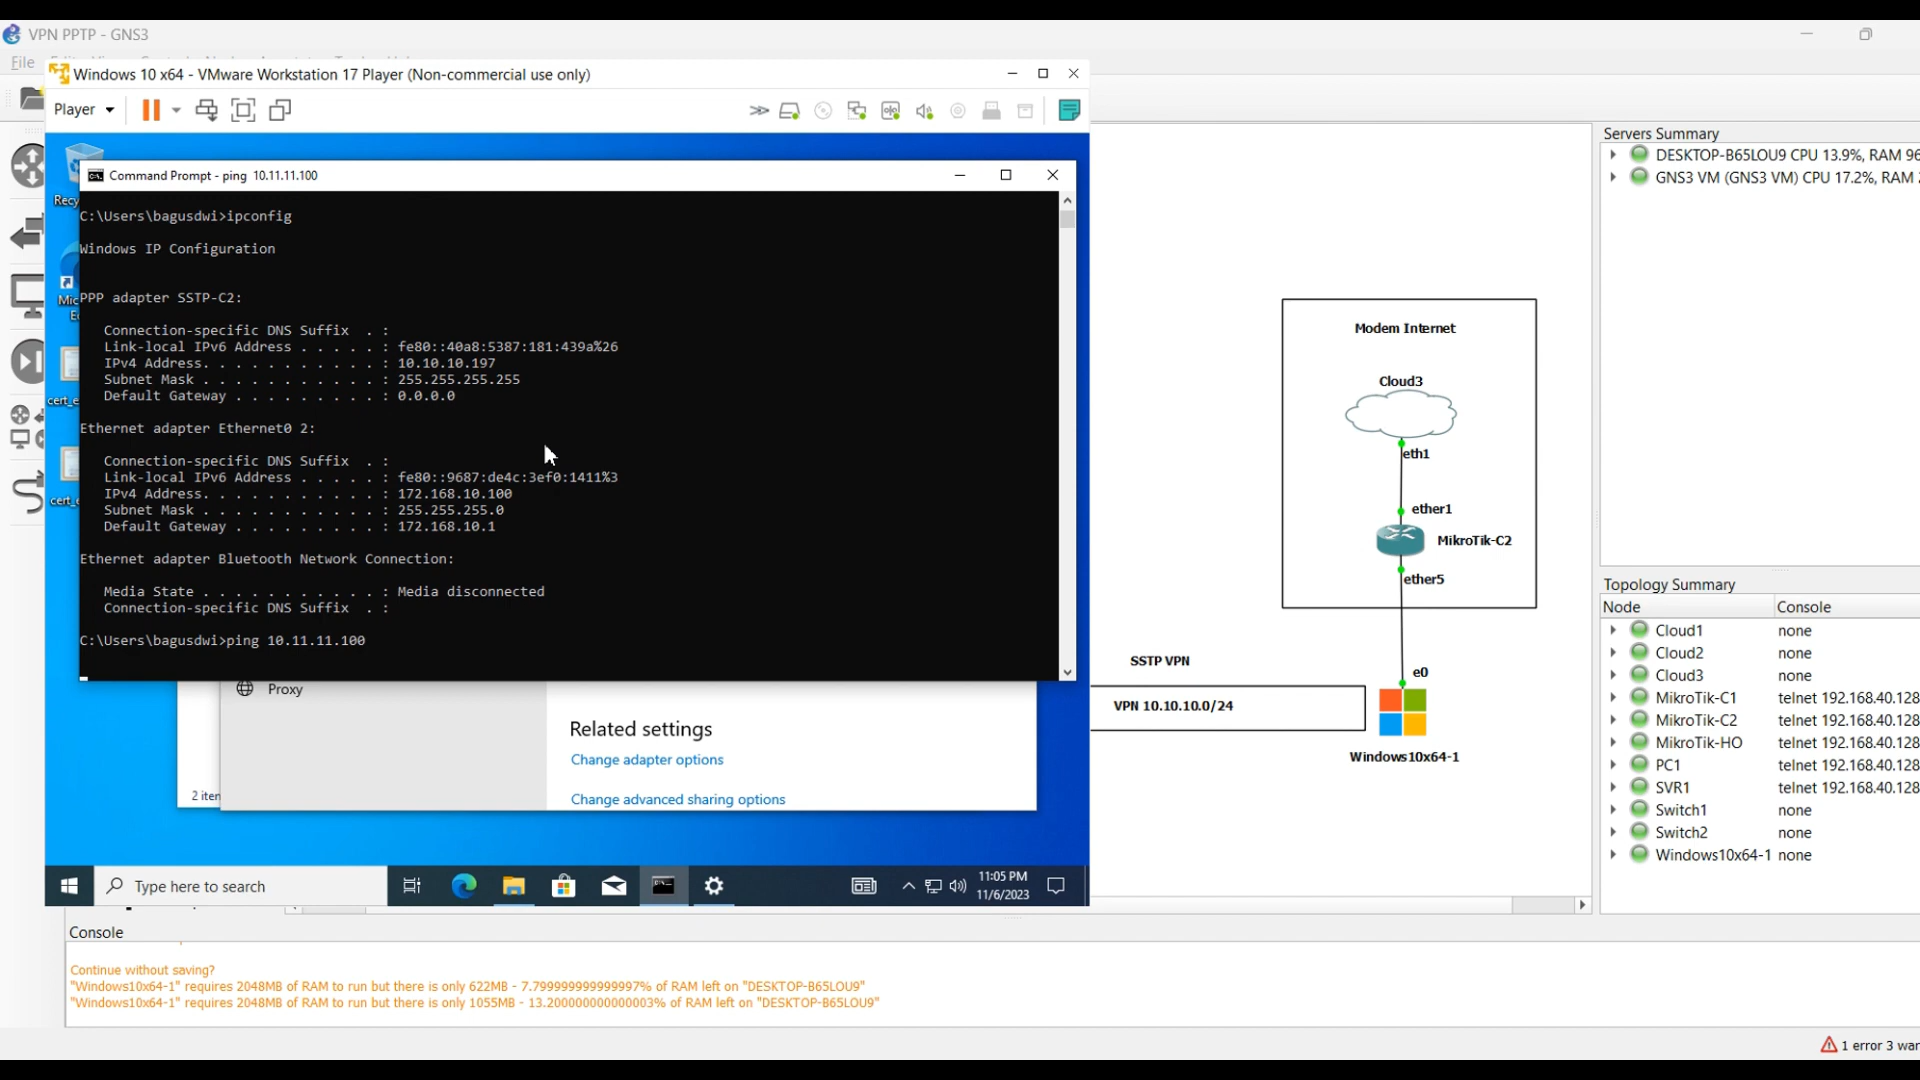 VPN PPTP - GNS3
File
Windows 10 x64 - VMware Workstation 17 Player (Non-commercial use only)
Player
Command Prompt - ping 10.11.11.100
C:\Users\bagusdwi>ipconfig
Windows IP Configuration
PPP adapter SSTP-C2:
Connection-specific DNS Suffix . :
Link-local IPv6 Address . . . . . : fe80::40a8:5387:181:439a%26
IPv4 Address. . . . . . . . . . . : 10.10.10.197
Subnet Mask . . . . . . . . . . . : 255.255.255.255
Default Gateway . . . . . . . . . : 0.0.0.0
Ethernet adapter Ethernet0 2:
Connection-specific DNS Suffix . :
Link-local IPv6 Address . . . . . : fe80::9687:de4c:3ef0:1411%3
IPv4 Address. . . . . . . . . . . : 172.168.10.100
Subnet Mask . . . . . . . . . . . : 255.255.255.0
Default Gateway . . . . . . . . . : 172.168.10.1
Ethernet adapter Bluetooth Network Connection:
Media State . . . . . . . . . . . : Media disconnected
Connection-specific DNS Suffix . :
C:\Users\bagusdwi>ping 10.11.11.100
Recy
Mic
E
cert_e
cert_e
Proxy
Related settings
Change adapter options
Change advanced sharing options
2 iten
Type here to search
11:05 PM
11/6/2023
Modem Internet
Cloud3
eth1
ether1
MikroTik-C2
ether5
SSTP VPN
e0
VPN 10.10.10.0/24
Windows10x64-1
Servers Summary
DESKTOP-B65LOU9 CPU 13.9%, RAM 96
GNS3 VM (GNS3 VM) CPU 17.2%, RAM
Topology Summary
Node Console
Cloud1 none
Cloud2 none
Cloud3 none
MikroTik-C1 telnet 192.168.40.128
MikroTik-C2 telnet 192.168.40.128
MikroTik-HO telnet 192.168.40.128
PC1 telnet 192.168.40.128
SVR1 telnet 192.168.40.128
Switch1 none
Switch2 none
Windows10x64-1 none
Console
Continue without saving?
"Windows10x64-1" requires 2048MB of RAM to run but there is only 622MB - 7.799999999999997% of RAM left on "DESKTOP-B65LOU9"
"Windows10x64-1" requires 2048MB of RAM to run but there is only 1055MB - 13.200000000000003% of RAM left on "DESKTOP-B65LOU9"
1 error 3 war